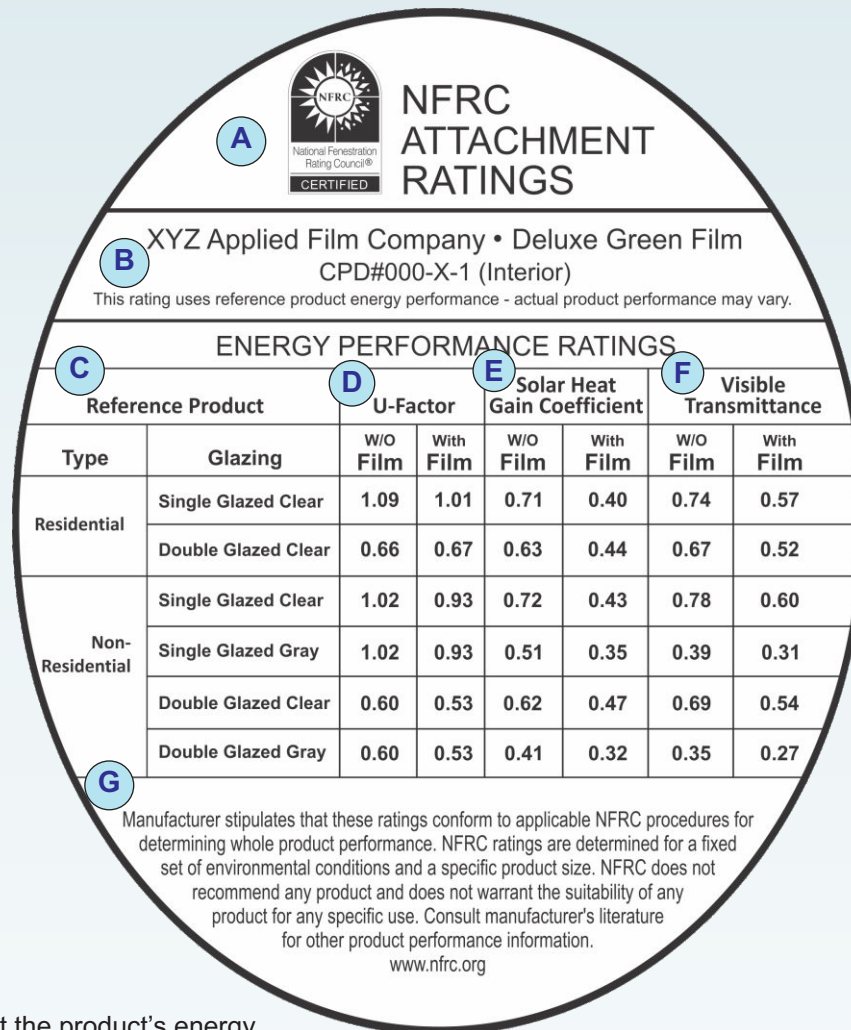 A
NFRC
National Fenestration
Rating Council®
CERTIFIED
NFRC
ATTACHMENT
RATINGS
B
XYZ Applied Film Company • Deluxe Green Film
CPD#000-X-1 (Interior)
This rating uses reference product energy performance - actual product performance may vary.
ENERGY PERFORMANCE RATINGS
C
D
E
F
Reference Product U-Factor Solar Heat Gain Coefficient Visible Transmittance
Type Glazing W/O Film With Film W/O Film With Film W/O Film With Film
Residential
Single Glazed Clear 1.09 1.01 0.71 0.40 0.74 0.57
Double Glazed Clear 0.66 0.67 0.63 0.44 0.67 0.52
Non-
Residential
Single Glazed Clear 1.02 0.93 0.72 0.43 0.78 0.60
Single Glazed Gray 1.02 0.93 0.51 0.35 0.39 0.31
Double Glazed Clear 0.60 0.53 0.62 0.47 0.69 0.54
Double Glazed Gray 0.60 0.53 0.41 0.32 0.35 0.27
G
Manufacturer stipulates that these ratings conform to applicable NFRC procedures for
determining whole product performance. NFRC ratings are determined for a fixed
set of environmental conditions and a specific product size. NFRC does not
recommend any product and does not warrant the suitability of any
product for any specific use. Consult manufacturer's literature
for other product performance information.
www.nfrc.org
the product's energy